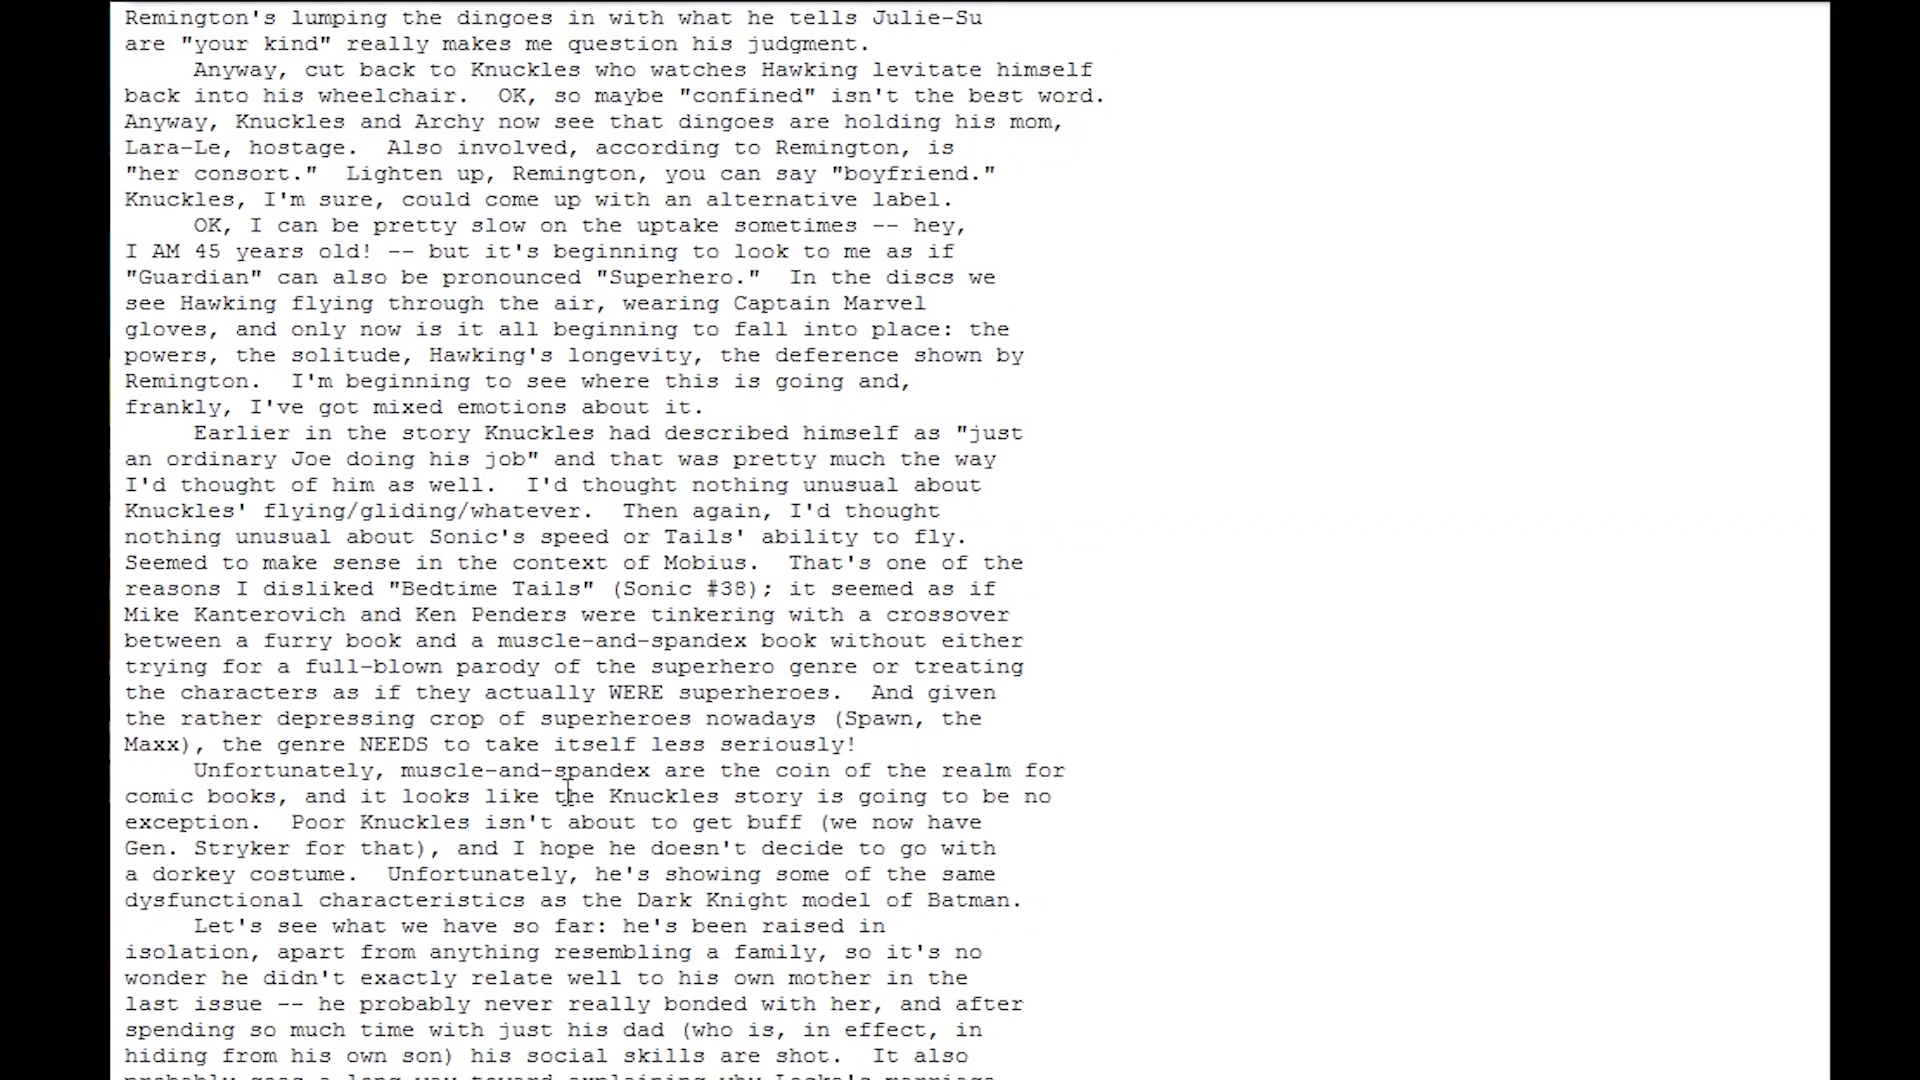 Remington's lumping the dingoes in with what he tells Julie-Su
are "your kind" really makes me question his judgment.
Anyway, cut back to Knuckles who watches Hawking levitate himself
back into his wheelchair.  OK, so maybe "confined" isn't the best word.
Anyway, Knuckles and Archy now see that dingoes are holding his mom,
Lara-Le, hostage.  Also involved, according to Remington, is
"her consort."  Lighten up, Remington, you can say "boyfriend."
Knuckles, I'm sure, could come up with an alternative label.
OK, I can be pretty slow on the uptake sometimes -- hey,
I AM 45 years old! -- but it's beginning to look to me as if
"Guardian" can also be pronounced "Superhero."  In the discs we
see Hawking flying through the air, wearing Captain Marvel
gloves, and only now is it all beginning to fall into place: the
powers, the solitude, Hawking's longevity, the deference shown by
Remington.  I'm beginning to see where this is going and,
frankly, I've got mixed emotions about it.
Earlier in the story Knuckles had described himself as "just
an ordinary Joe doing his job" and that was pretty much the way
I'd thought of him as well.  I'd thought nothing unusual about
Knuckles' flying/gliding/whatever.  Then again, I'd thought
nothing unusual about Sonic's speed or Tails' ability to fly.
Seemed to make sense in the context of Mobius.  That's one of the
reasons I disliked "Bedtime Tails" (Sonic #38); it seemed as if
Mike Kanterovich and Ken Penders were tinkering with a crossover
between a furry book and a muscle-and-spandex book without either
trying for a full-blown parody of the superhero genre or treating
the characters as if they actually WERE superheroes.  And given
the rather depressing crop of superheroes nowadays (Spawn, the
Maxx), the genre NEEDS to take itself less seriously!
Unfortunately, muscle-and-spandex are the coin of the realm for
comic books, and it looks like the Knuckles story is going to be no
exception.  Poor Knuckles isn't about to get buff (we now have
Gen. Stryker for that), and I hope he doesn't decide to go with
a dorkey costume.  Unfortunately, he's showing some of the same
dysfunctional characteristics as the Dark Knight model of Batman.
Let's see what we have so far: he's been raised in
isolation, apart from anything resembling a family, so it's no
wonder he didn't exactly relate well to his own mother in the
last issue -- he probably never really bonded with her, and after
spending so much time with just his dad (who is, in effect, in
hiding from his own son) his social skills are shot.  It also
probably goes a long way toward explaining why Locke's marriage